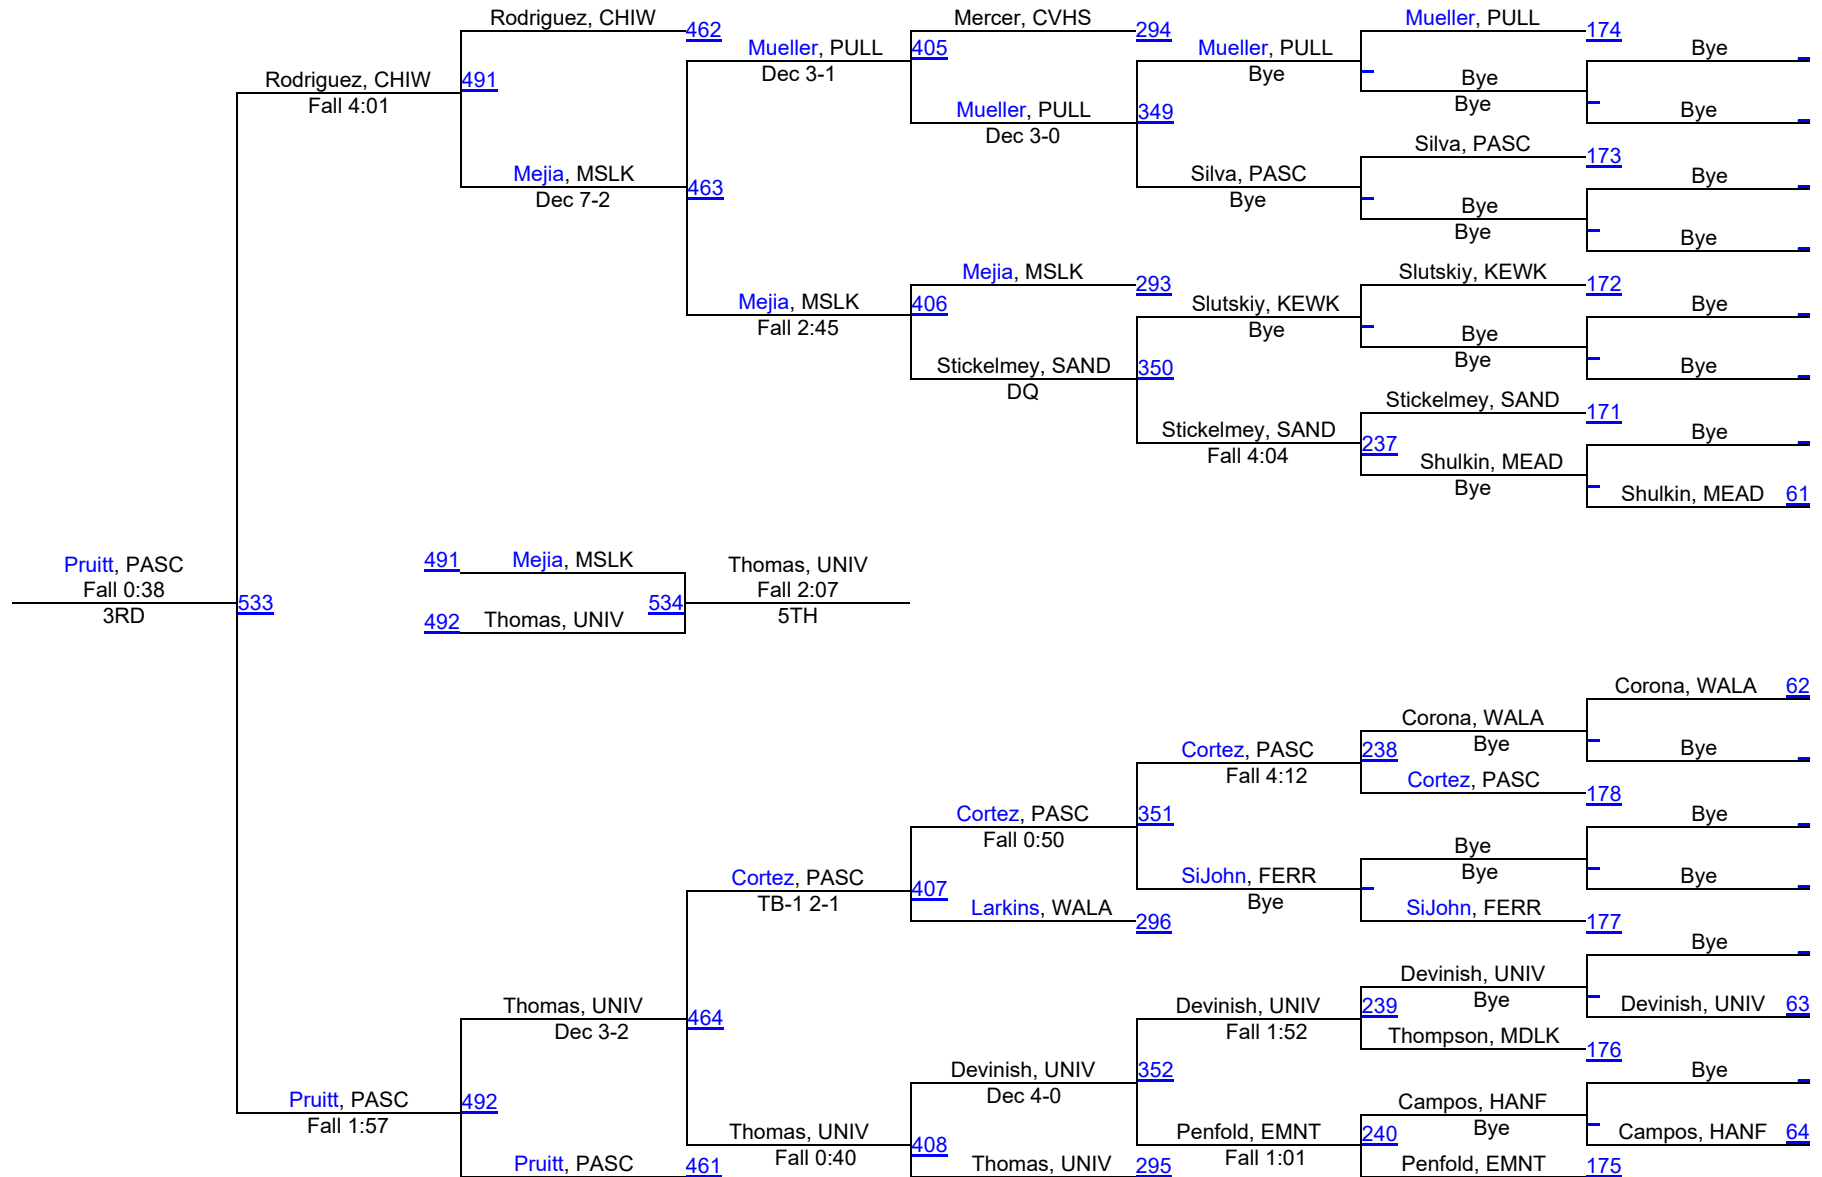 Rodriguez, CHIW
462
Mercer, CVHS
294
Mueller, PULL
174
Mueller, PULL
405
Mueller, PULL
Bye
Dec 3-1
Bye
Bye
Rodriguez, CHIW
491
Bye
Fall 4:01
Mueller, PULL
349
Bye
Bye
Dec 3-0
Silva, PASC
173
Mejia, MSLK
463
Silva, PASC
Bye
Dec 7-2
Bye
Bye
Bye
Bye
Mejia, MSLK
293
Slutskiy, KEWK
172
Mejia, MSLK
406
Slutskiy, KEWK
Bye
Fall 2:45
Bye
Bye
Stickelmey, SAND
350
Bye
Bye
DQ
Stickelmey, SAND
171
Stickelmey, SAND
237
Bye
Fall 4:04
Shulkin, MEAD
Bye
Shulkin, MEAD
61
Pruitt, PASC
491
Mejia, MSLK
Thomas, UNIV
Fall 0:38
Fall 2:07
533
534
3RD
492
Thomas, UNIV
5TH
Corona, WALA
62
Corona, WALA
Cortez, PASC
238
Bye
Bye
Fall 4:12
Cortez, PASC
178
Cortez, PASC
351
Bye
Fall 0:50
Bye
Cortez, PASC
407
SiJohn, FERR
Bye
Bye
TB-1 2-1
Larkins, WALA
296
Bye
SiJohn, FERR
177
Bye
Devinish, UNIV
Thomas, UNIV
464
Devinish, UNIV
239
Bye
Devinish, UNIV
63
Dec 3-2
Fall 1:52
Thompson, MDLK
176
Devinish, UNIV
352
Bye
Dec 4-0
Pruitt, PASC
492
Campos, HANF
Fall 1:57
Thomas, UNIV
408
Penfold, EMNT
240
Bye
Campos, HANF
64
Fall 0:40
Fall 1:01
Pruitt, PASC
461
Thomas, UNIV
295
Penfold, EMNT
175